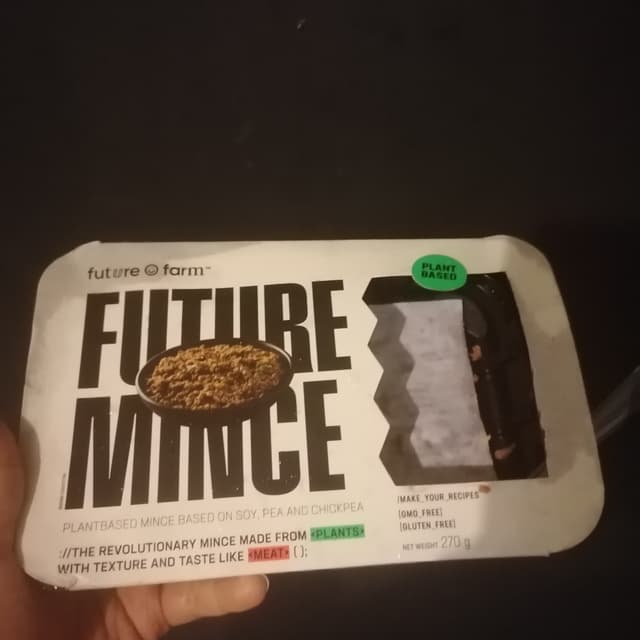 future farm™
PLANT
BASED
FUTURE
MINCE
PLANTBASED MINCE BASED ON SOY, PEA AND CHICKPEA
://THE REVOLUTIONARY MINCE MADE FROM <PLANTS>
WITH TEXTURE AND TASTE LIKE <MEAT> ();
[MAKE_YOUR_RECIPES
[GMO_FREE]
[GLUTEN_FREE]
NET WEIGHT 270 g